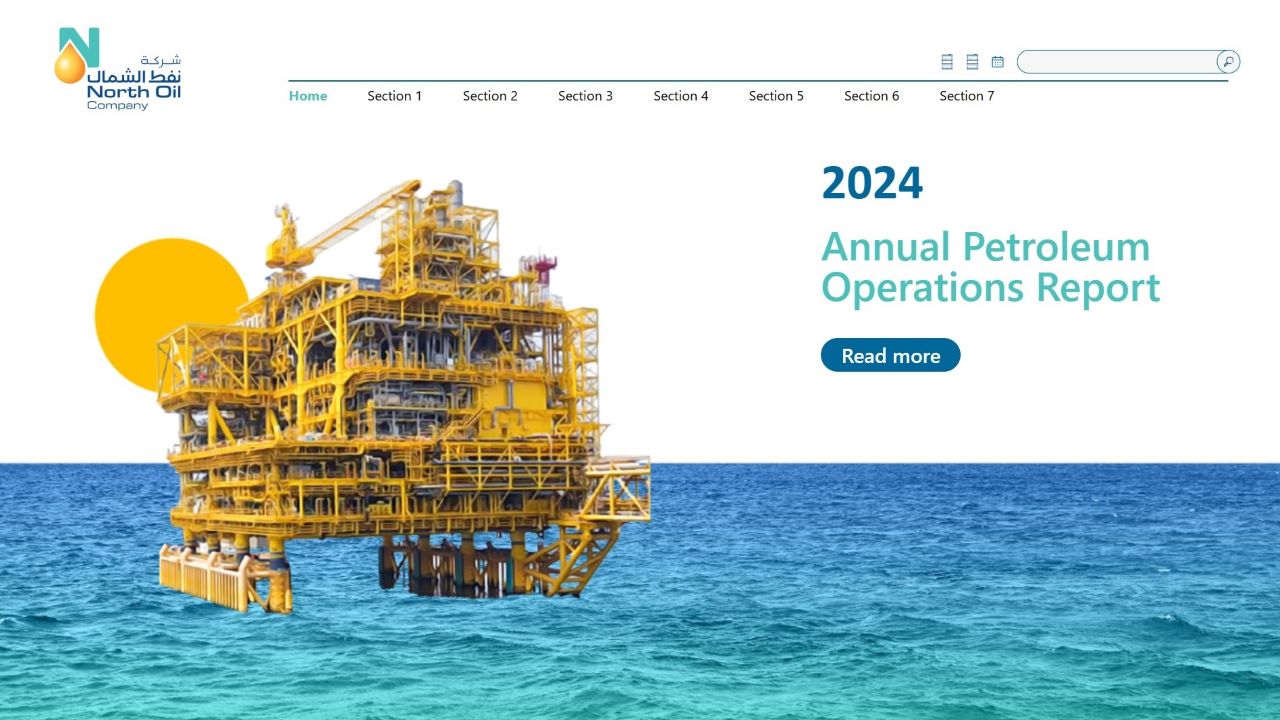 شركة
نفط الشمال
North Oil
Company
Home Section 1 Section 2 Section 3 Section 4 Section 5 Section 6 Section 7
2024
Annual Petroleum
Operations Report
Read more